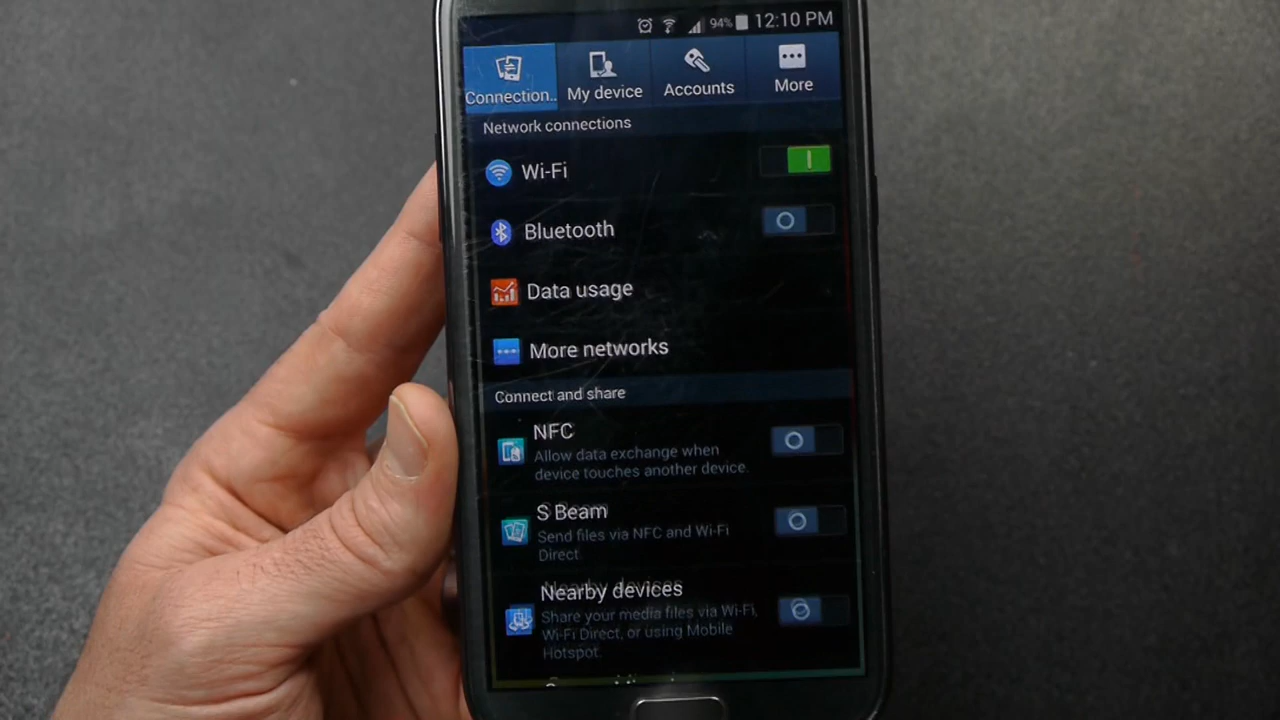 94% 12:10 PM
Connection..
My device
Accounts
More
Network connections
Wi-Fi
Bluetooth
Data usage
More networks
Connect and share
NFC
Allow data exchange when
device touches another device.
S Beam
Send files via NFC and Wi-Fi
Direct.
Nearby devices
Share your media files via Wi-Fi,
Wi-Fi Direct, or using Mobile
Hotspot.